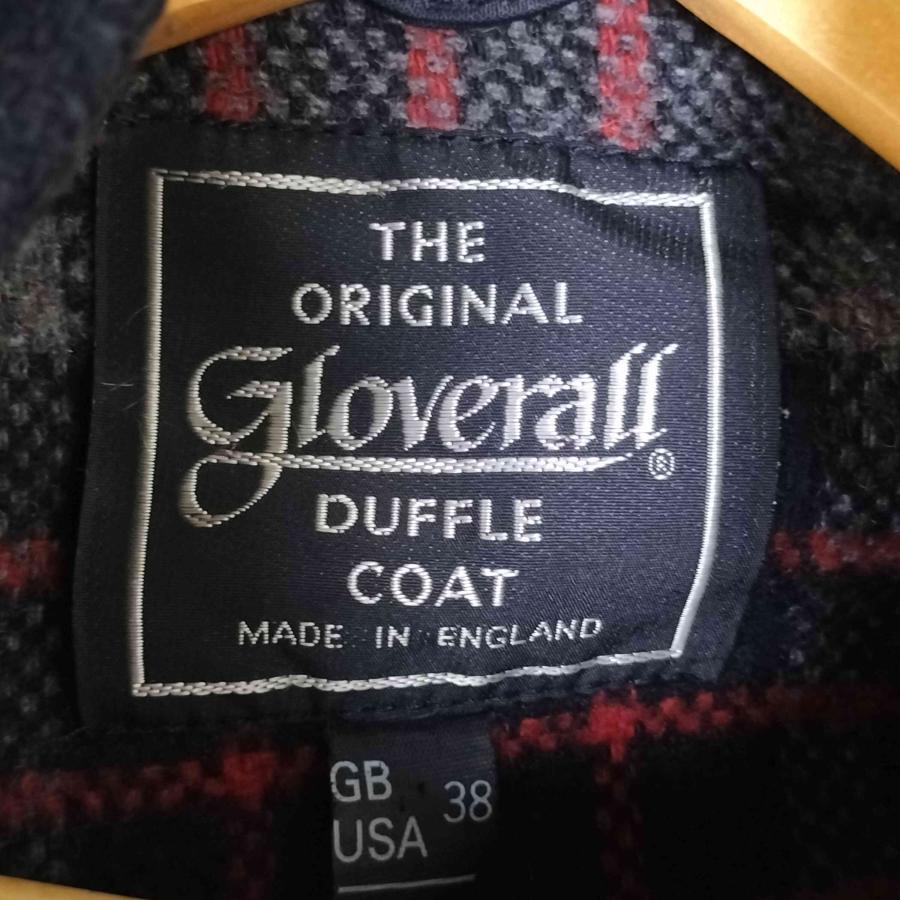 THE
ORIGINAL
Gloverall®
DUFFLE
COAT
MADE IN ENGLAND
GB
USA 38